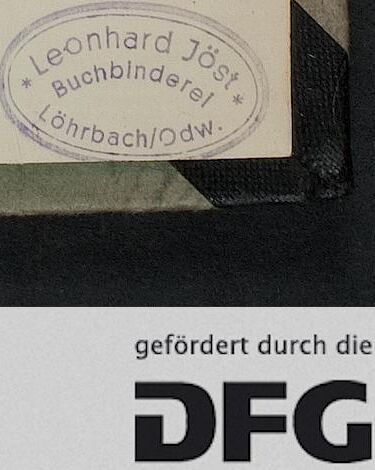 * Leonhard Jöst *
Buchbinderei
Löhrbach/Odw.
gefördert durch die
DFG